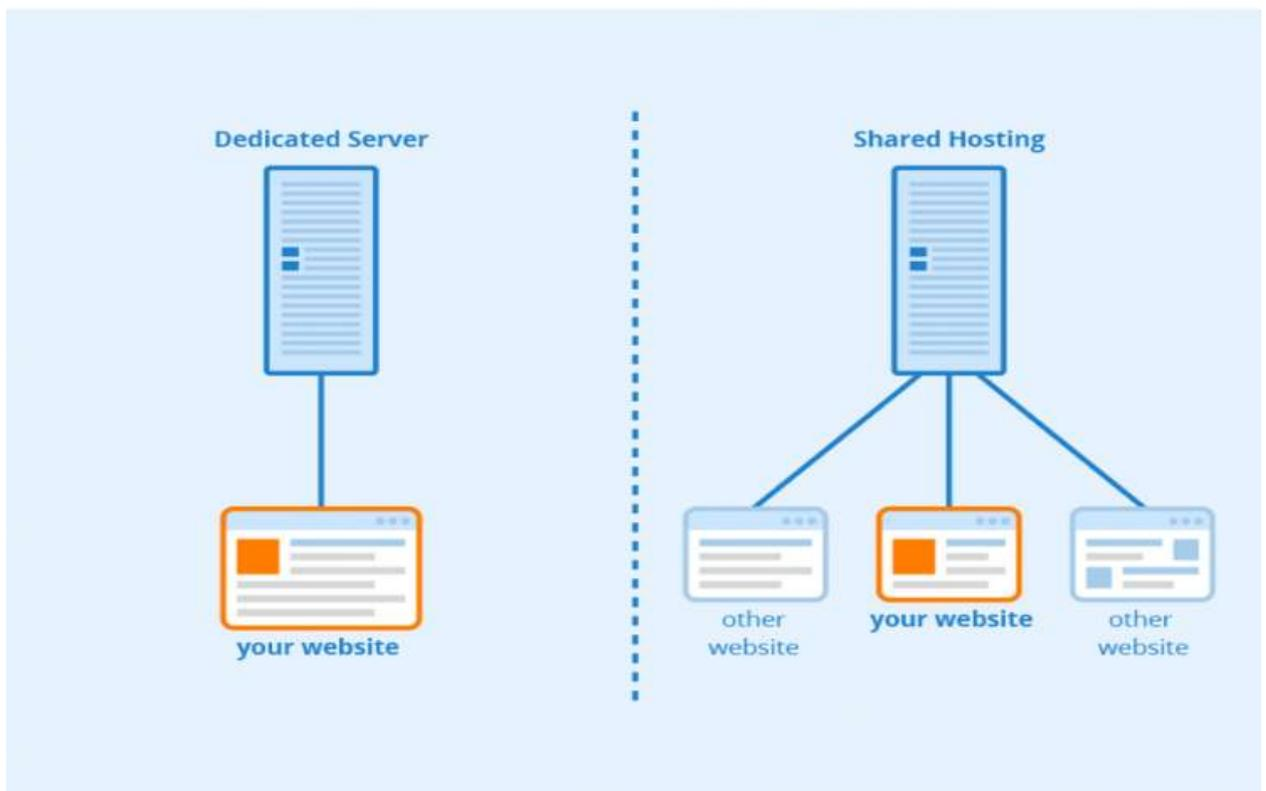 Dedicated Server
your website
Shared Hosting
other
website
your website
other
website